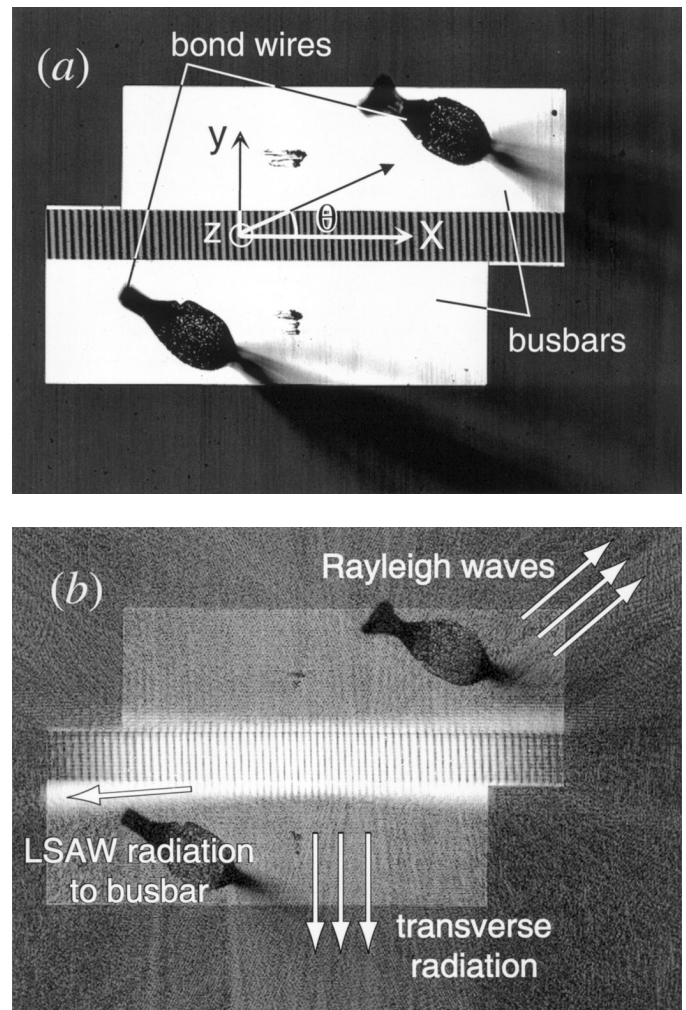 (a)
bond wires
y
θ
z
x
busbars
(b)
Rayleigh waves
LSAW radiation
to busbar
transverse
radiation